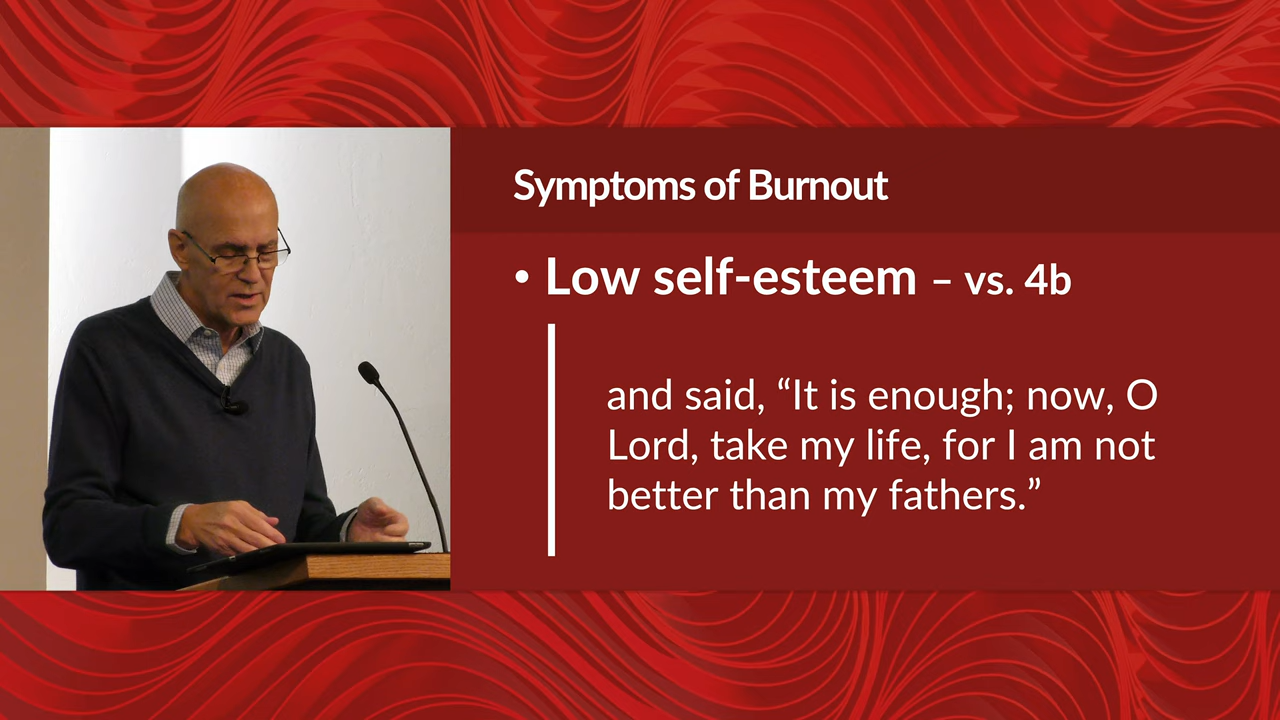 Symptoms of Burnout
• Low self-esteem – vs. 4b
and said, “It is enough; now, O
Lord, take my life, for I am not
better than my fathers.”